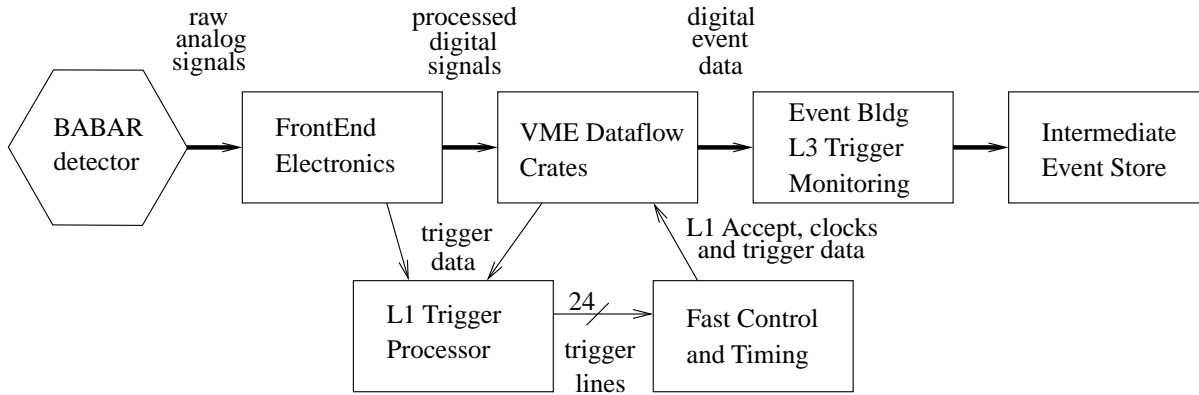 raw
analog
signals
processed
digital
signals
digital
event
data
BABAR
detector
FrontEnd
Electronics
VME Dataflow
Crates
Event Bldg
L3 Trigger
Monitoring
Intermediate
Event Store
trigger
data
L1 Accept, clocks
and trigger data
L1 Trigger
Processor
24
trigger
lines
Fast Control
and Timing